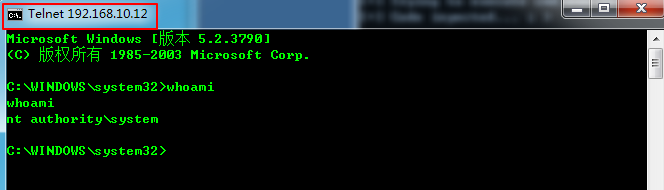 Telnet 192.168.10.12
Microsoft Windows [版本 5.2.3790]
(C) 版权所有 1985-2003 Microsoft Corp.
C:\WINDOWS\system32>whoami
whoami
nt authority\system
C:\WINDOWS\system32>